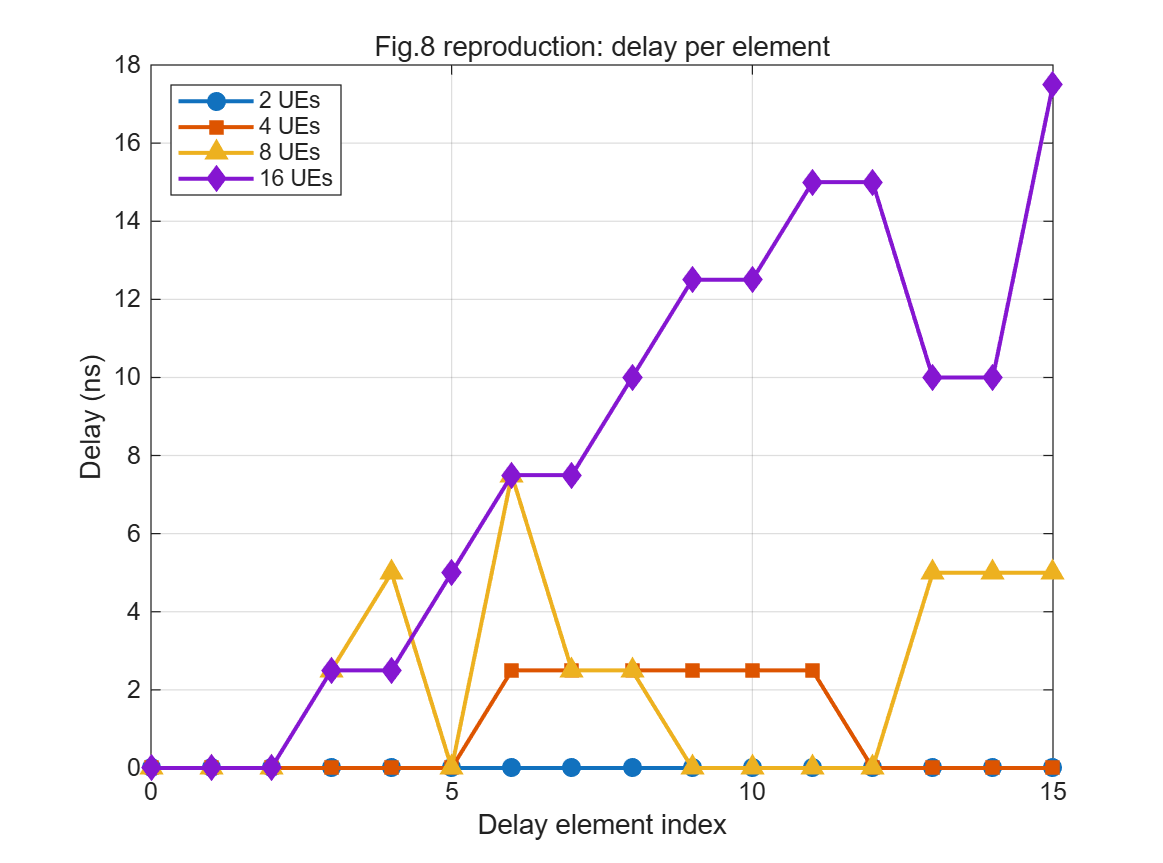 Fig.8 reproduction: delay per element
2 UEs
4 UEs
8 UEs
16 UEs
Delay (ns)
18
16
14
12
10
8
6
4
2
0
0 5 10 15
Delay element index